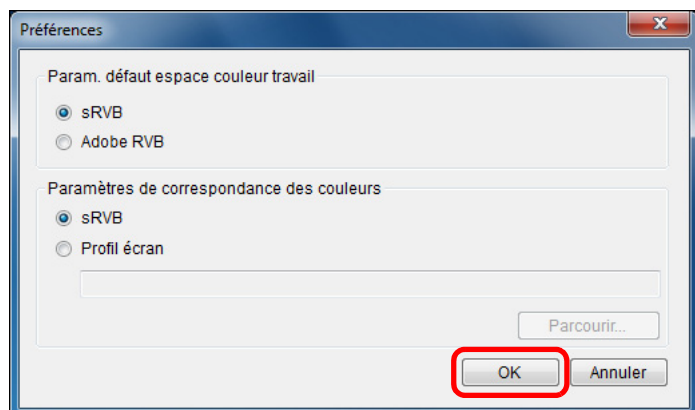 Préférences
Param. défaut espace couleur travail
sRVB
Adobe RVB
Paramètres de correspondance des couleurs
sRVB
Profil écran
Parcourir...
OK Annuler